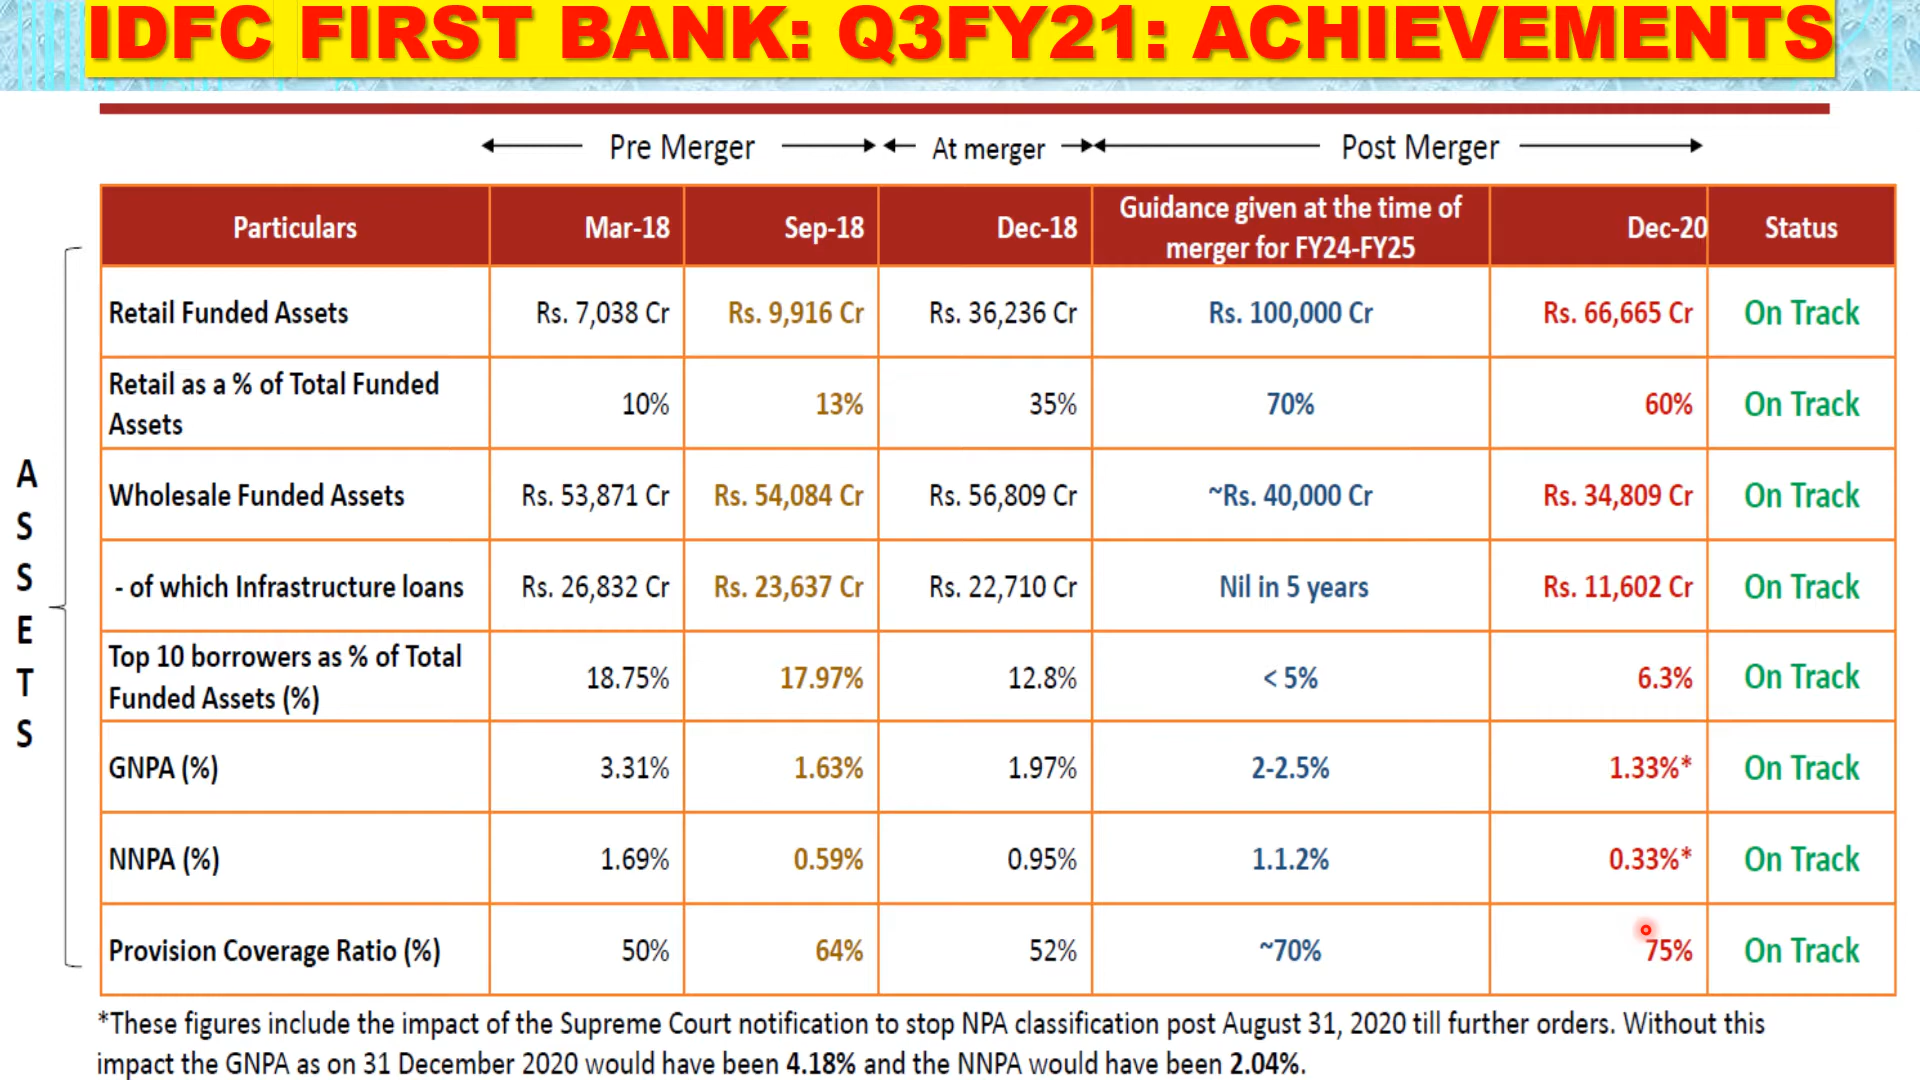 IDFC FIRST BANK: Q3FY21: ACHIEVEMENTS
Pre Merger At merger Post Merger
Particulars Mar-18 Sep-18 Dec-18 Guidance given at the time of merger for FY24-FY25 Dec-20 Status
ASSETS
Retail Funded Assets Rs. 7,038 Cr Rs. 9,916 Cr Rs. 36,236 Cr Rs. 100,000 Cr Rs. 66,665 Cr On Track
Retail as a % of Total Funded Assets 10% 13% 35% 70% 60% On Track
Wholesale Funded Assets Rs. 53,871 Cr Rs. 54,084 Cr Rs. 56,809 Cr ~Rs. 40,000 Cr Rs. 34,809 Cr On Track
- of which Infrastructure loans Rs. 26,832 Cr Rs. 23,637 Cr Rs. 22,710 Cr Nil in 5 years Rs. 11,602 Cr On Track
Top 10 borrowers as % of Total Funded Assets (%) 18.75% 17.97% 12.8% < 5% 6.3% On Track
GNPA (%) 3.31% 1.63% 1.97% 2-2.5% 1.33%* On Track
NNPA (%) 1.69% 0.59% 0.95% 1.1.2% 0.33%* On Track
Provision Coverage Ratio (%) 50% 64% 52% ~70% 75% On Track
*These figures include the impact of the Supreme Court notification to stop NPA classification post August 31, 2020 till further orders. Without this
impact the GNPA as on 31 December 2020 would have been 4.18% and the NNPA would have been 2.04%.